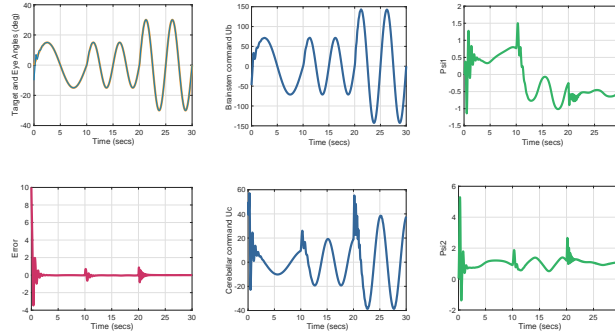 Target and Eye Angles (deg)
40
20
0
-20
-40
0 5 10 15 20 25 30
Time (secs)
Brainstem command Ub
150
100
50
0
-50
-100
-150
0 5 10 15 20 25 30
Time (secs)
Psi1
2
1.5
1
0.5
0
-0.5
-1
-1.5
0 5 10 15 20 25 30
Time (secs)
Error
10
8
6
4
2
0
-2
-4
0 5 10 15 20 25 30
Time (secs)
Cerebellar command Uc
60
40
20
0
-20
-40
0 5 10 15 20 25 30
Time (secs)
Psi2
6
4
2
0
-2
0 5 10 15 20 25 30
Time (secs)